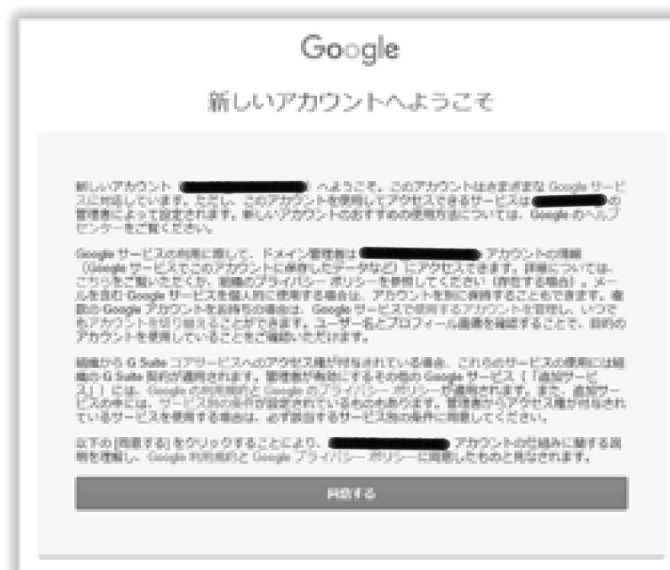 Google
新しいアカウントへようこそ
新しいアカウント へようこそ。このアカウントはさまざまな Google サービ
スに対応しています。ただし、このアカウントを使用してアクセスできるサービスは の
管理者によって設定されます。新しいアカウントのおすすめの使用方法については、Google のヘルプ
センターをご覧ください。
Google サービスの利用に際して、ドメイン管理者は アカウントの情報
（Google サービスでこのアカウントに保存したデータなど）にアクセスできます。詳細については、
こちらをご覧いただくか、組織のプライバシー ポリシーを参照してください（存在する場合）。メー
ルを含む Google サービスを個人的に使用する場合は、アカウントを別に維持することもできます。複
数の Google アカウントをお持ちの場合は、Google サービスで使用するアカウントを管理し、いつで
もアカウントを切り替えることができます。ユーザー名とプロフィール画像を確認することで、目的の
アカウントを使用していることをご確認いただけます。
組織から G Suite コアサービスへのアクセス権が付与されている場合、これらのサービスの使用には組
織の G Suite 契約が適用されます。管理者が有効にするその他の Google サービス（「追加サービ
ス」）には、Google の利用規約と Google のプライバシー ポリシーが適用されます。また、追加サー
ビスの中には、サービス別の条件が設定されているものもあります。管理者からアクセス権が付与され
ているサービスを使用する場合は、必ず該当するサービス別の条件に同意してください。
以下の [同意する] をクリックすることにより、 アカウントの仕組みに関する説
明を理解し、Google 利用規約と Google プライバシー ポリシーに同意したものと見なされます。
同意する